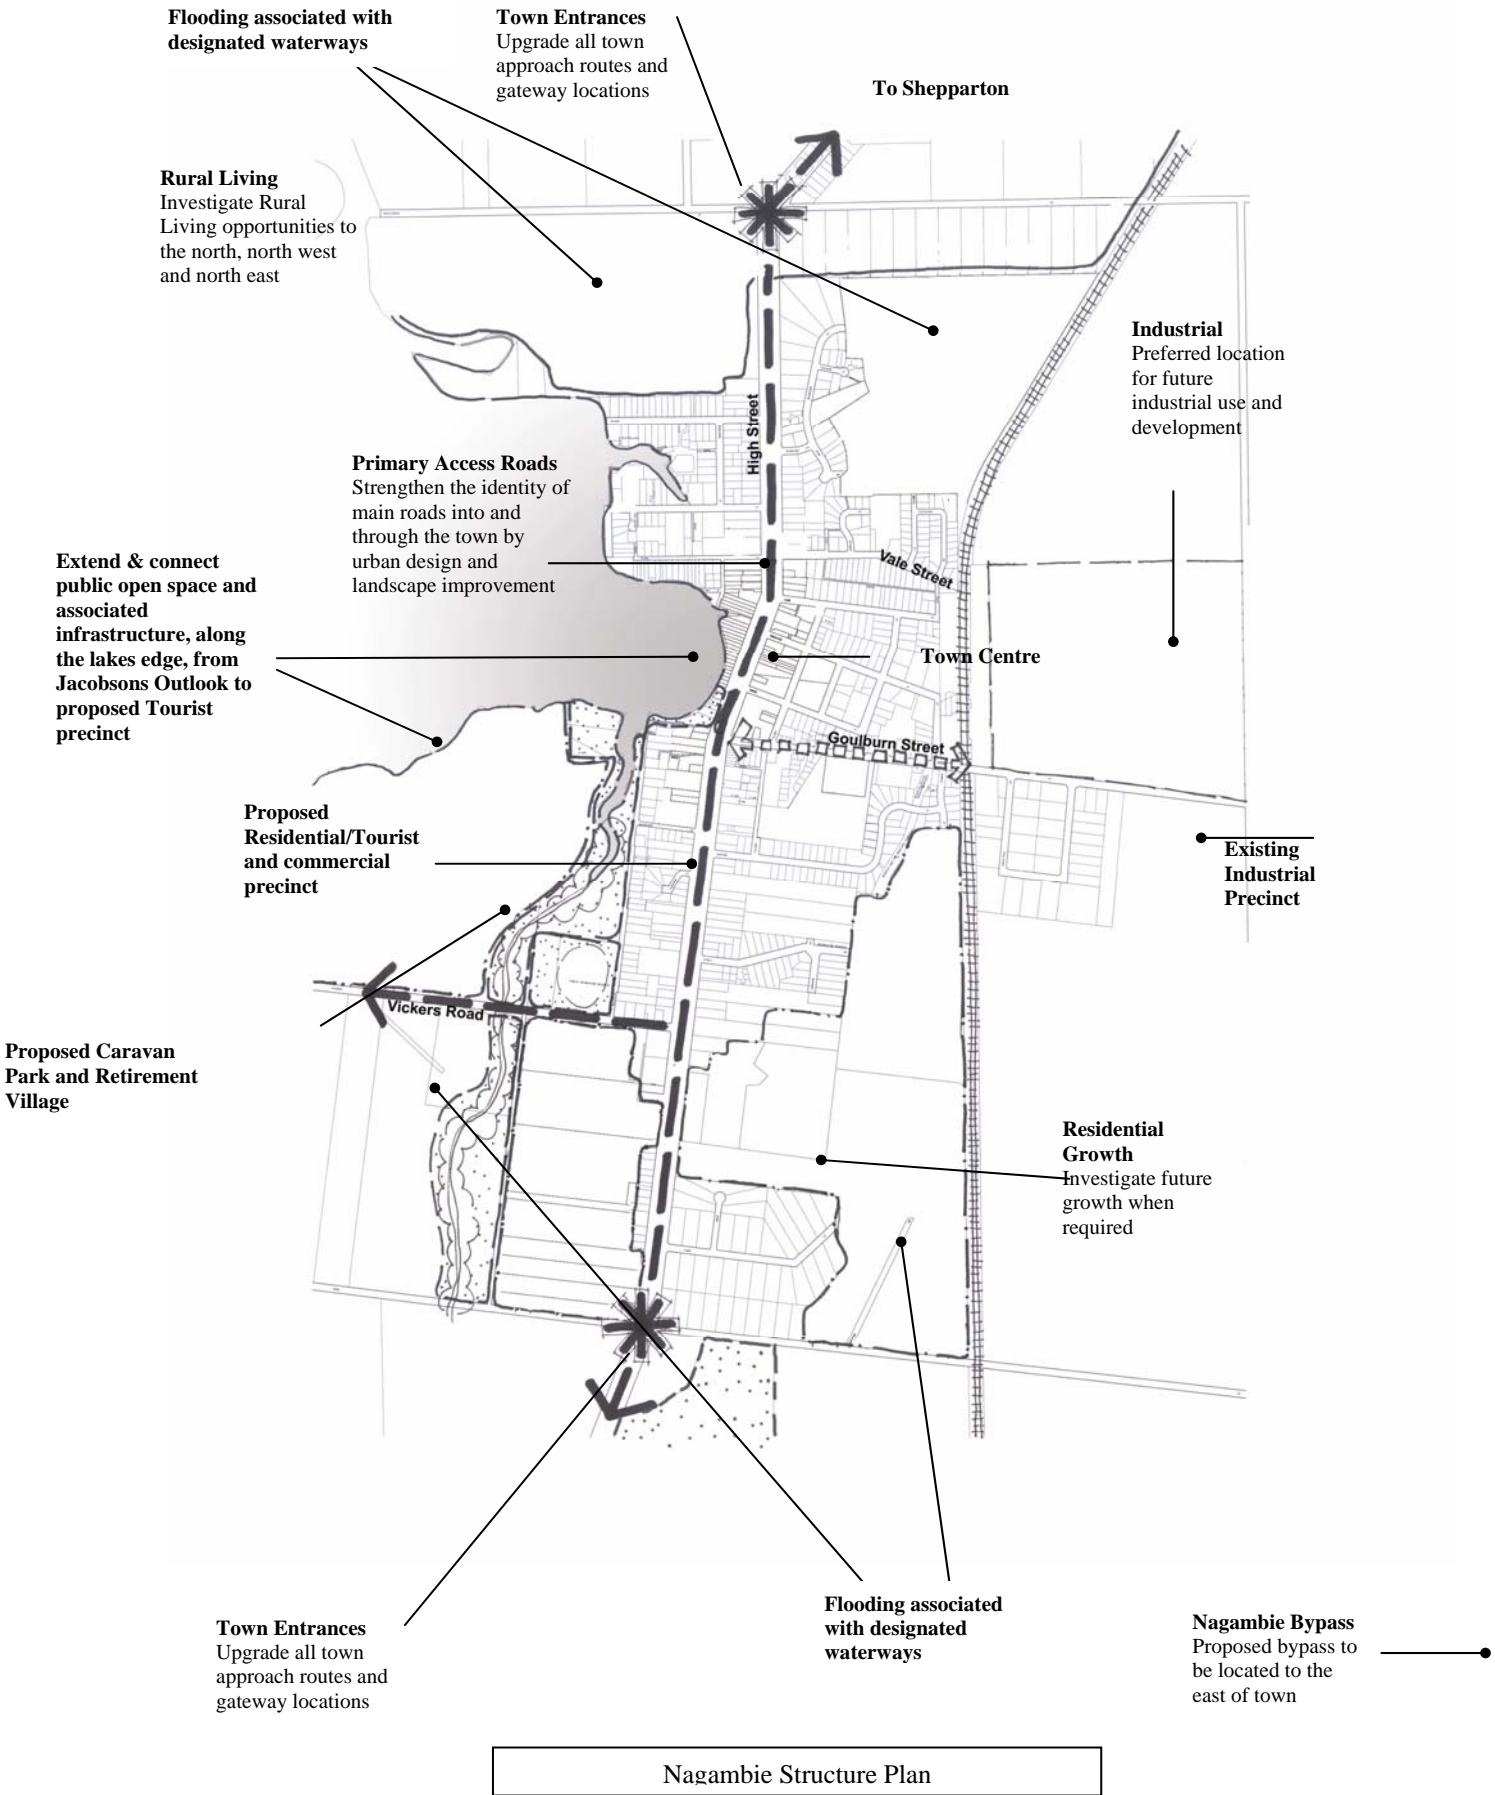 Flooding associated with
designated waterways
Town Entrances
Upgrade all town
approach routes and
gateway locations
To Shepparton
Rural Living
Investigate Rural
Living opportunities to
the north, north west
and north east
Industrial
Preferred location
for future
industrial use and
development
High Street
Primary Access Roads
Strengthen the identity of
main roads into and
through the town by
urban design and
landscape improvement
Vale Street
Extend & connect
public open space and
associated
infrastructure, along
the lakes edge, from
Jacobsons Outlook to
proposed Tourist
precinct
Town Centre
Goulburn Street
Proposed
Residential/Tourist
and commercial
precinct
Existing
Industrial
Precinct
Vickers Road
Proposed Caravan
Park and Retirement
Village
Residential
Growth
Investigate future
growth when
required
Flooding associated
with designated
waterways
Town Entrances
Upgrade all town
approach routes and
gateway locations
Nagambie Bypass
Proposed bypass to
be located to the
east of town
Nagambie Structure Plan